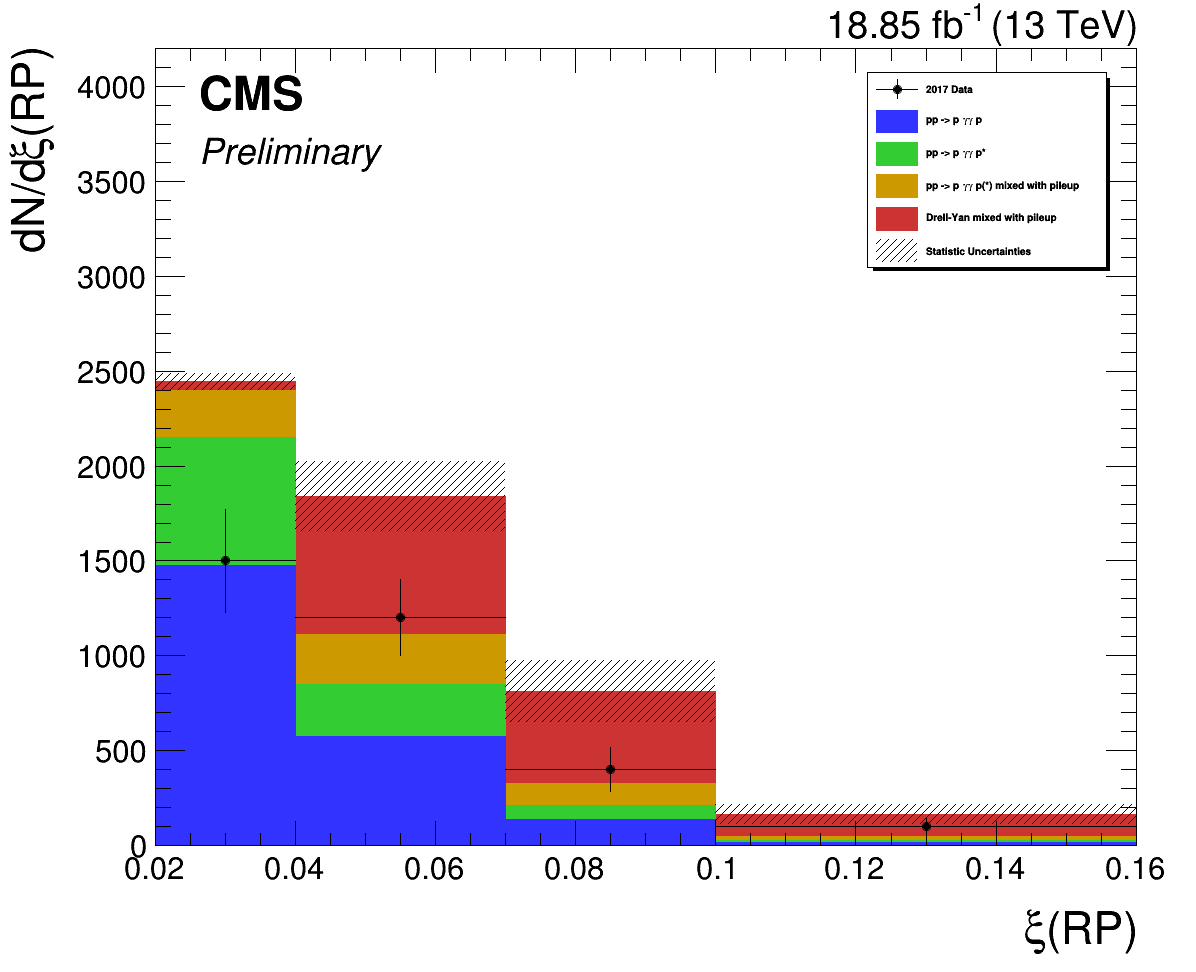 18.85 fb-1 (13 TeV)
dN/dξ(RP)
CMS
Preliminary
2017 Data
pp -> p γγ p
pp -> p γγ p*
pp -> p γγ p(*) mixed with pileup
Drell-Yan mixed with pileup
Statistic Uncertainties
4000
3500
3000
2500
2000
1500
1000
500
0
0.02 0.04 0.06 0.08 0.1 0.12 0.14 0.16
ξ(RP)